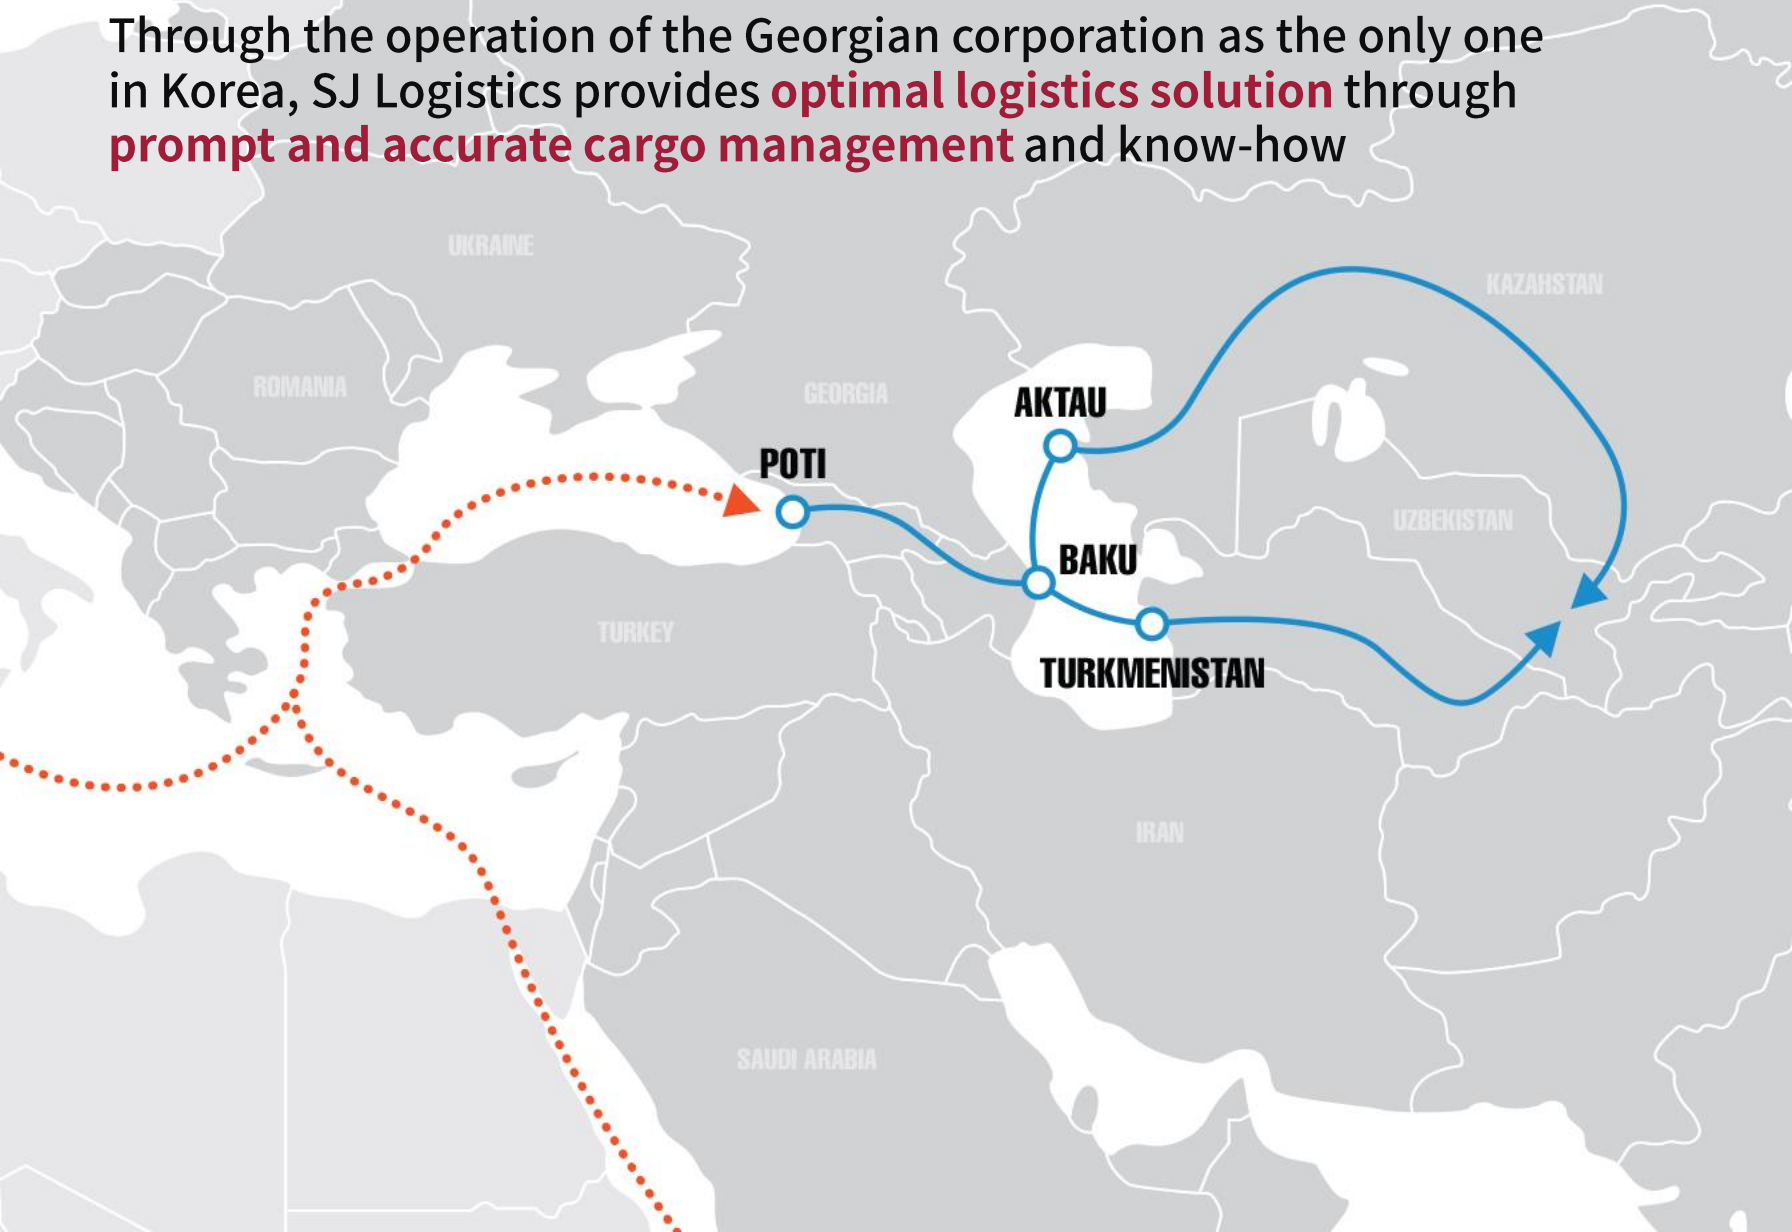 Through the operation of the Georgian corporation as the only one
in Korea, SJ Logistics provides optimal logistics solution through
prompt and accurate cargo management and know-how
UKRAINE
KAZAHSTAN
ROMANIA
GEORGIA
AKTAU
POTI
UZBEKISTAN
BAKU
TURKEY
TURKMENISTAN
IRAN
SAUDI ARABIA